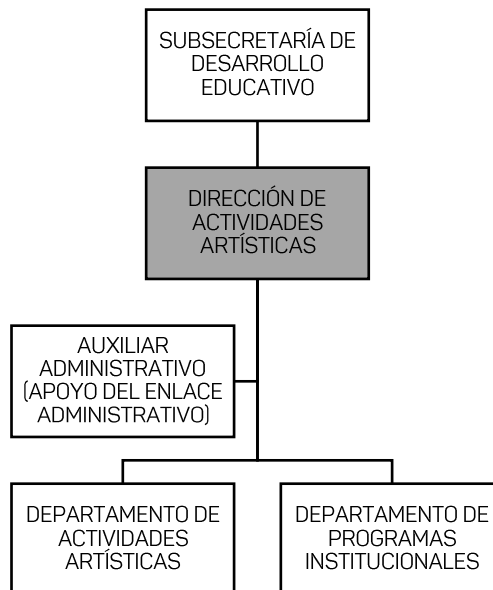 SUBSECRETARÍA DE
DESARROLLO
EDUCATIVO
DIRECCIÓN DE
ACTIVIDADES
ARTÍSTICAS
AUXILIAR
ADMINISTRATIVO
(APOYO DEL ENLACE
ADMINISTRATIVO)
DEPARTAMENTO DE
ACTIVIDADES
ARTÍSTICAS
DEPARTAMENTO DE
PROGRAMAS
INSTITUCIONALES